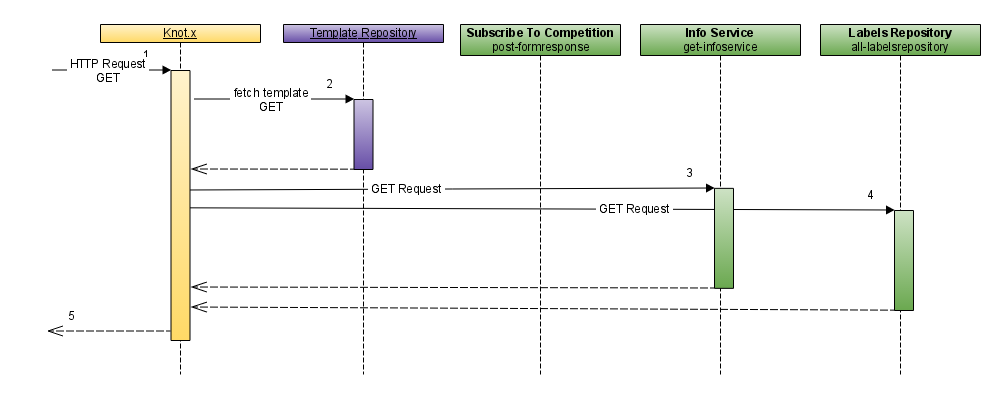 Knot.x
Template Repository
Subscribe To Competition
post-formresponse
Info Service
get-infoservice
Labels Repository
all-labelsrepository
1
HTTP Request
GET
2
fetch template
GET
3
GET Request
4
GET Request
5